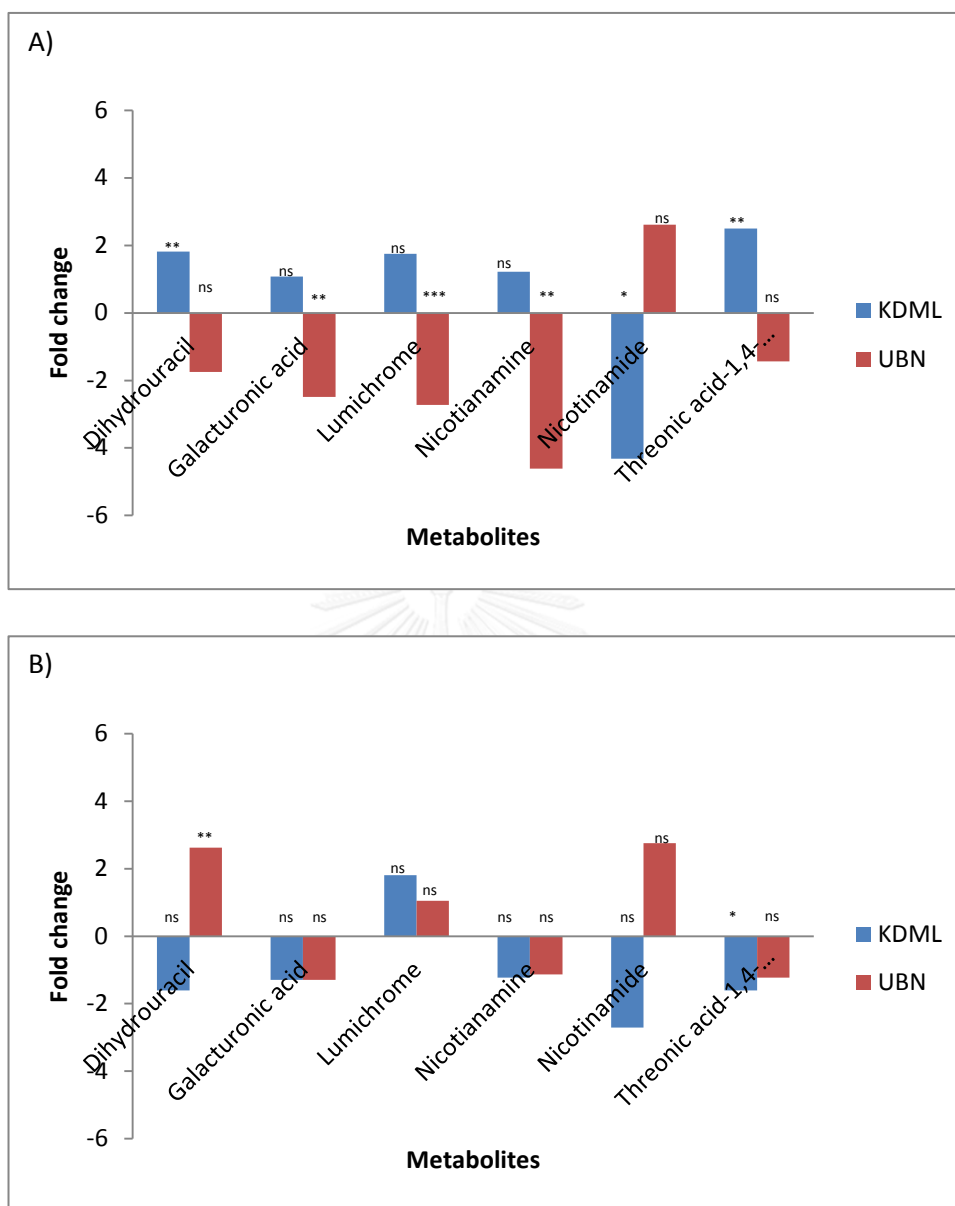 A)
6
4
2
0
-2
-4
-6
Fold change
**
ns
ns
**
ns
***
ns
**
*
ns
**
ns
Dihydrouracil
Galacturonic acid
Lumichrome
Nicotianamine
Nicotinamide
Threonic acid-1,4-...
Metabolites
KDML
UBN
B)
6
4
2
0
-2
-4
-6
Fold change
ns
**
ns
ns
ns
ns
ns
ns
ns
ns
*
ns
Dihydrouracil
Galacturonic acid
Lumichrome
Nicotianamine
Nicotinamide
Threonic acid-1,4-...
Metabolites
KDML
UBN